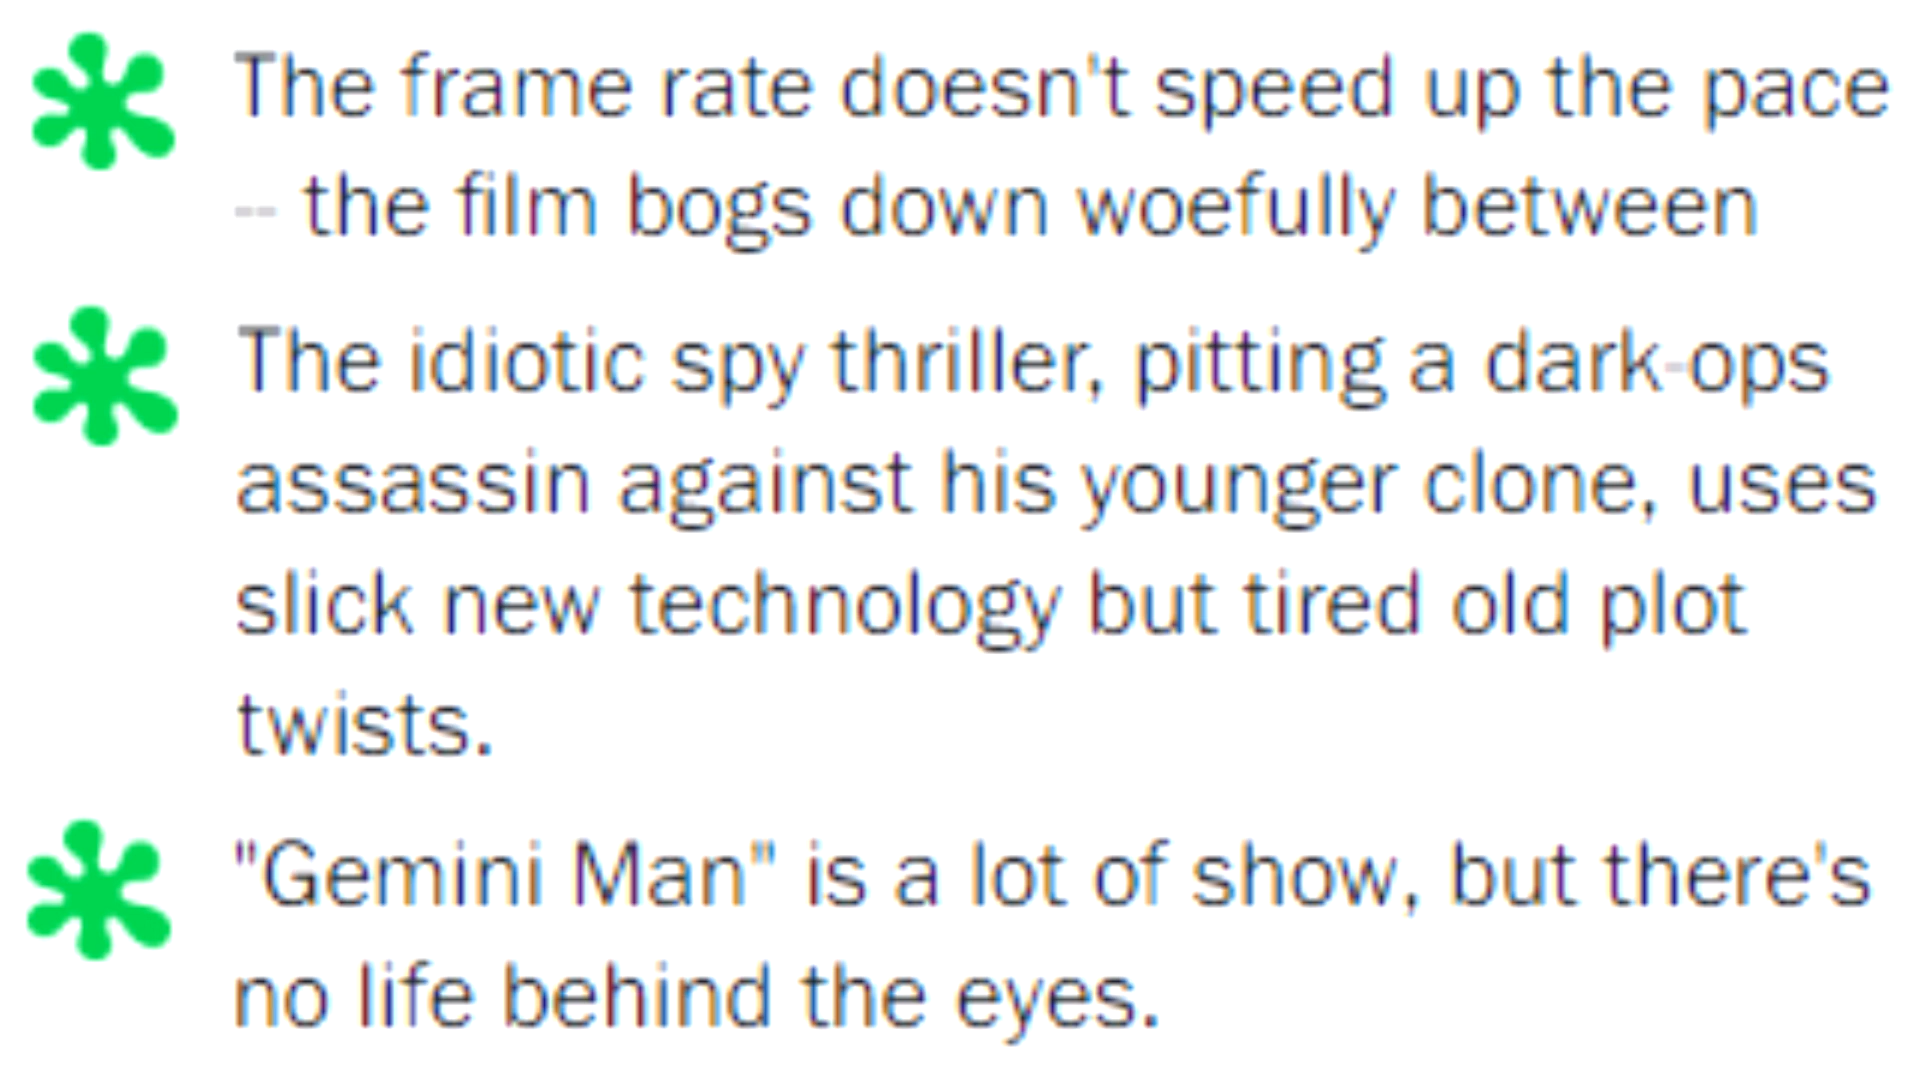 The frame rate doesn't speed up the pace
-- the film bogs down woefully between
The idiotic spy thriller, pitting a dark-ops
assassin against his younger clone, uses
slick new technology but tired old plot
twists.
"Gemini Man" is a lot of show, but there's
no life behind the eyes.